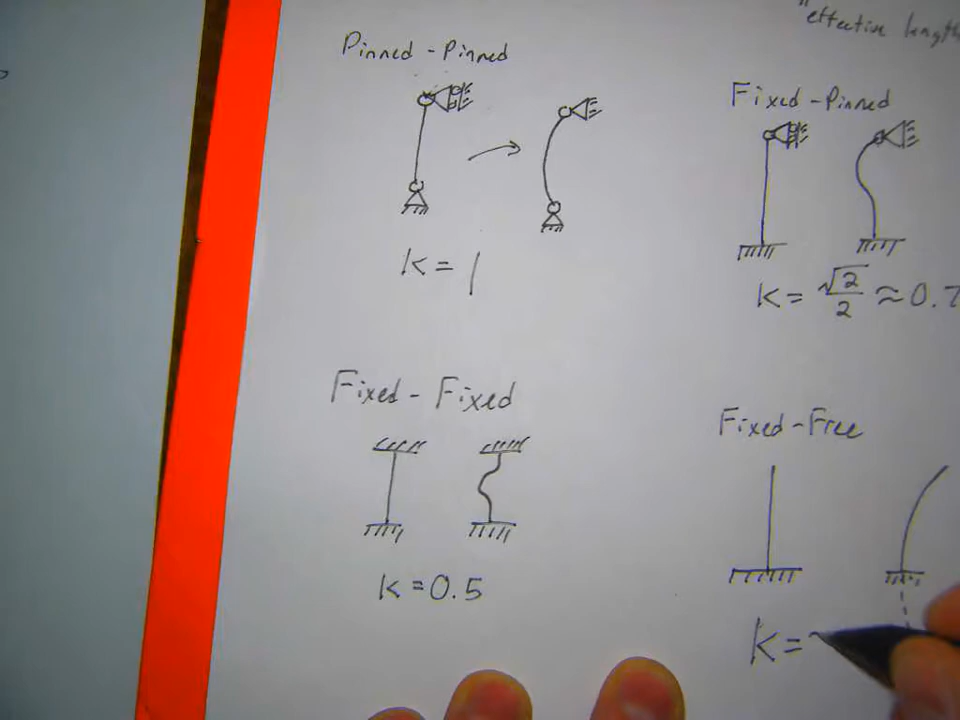 "effective length
Pinned - Pinned
Fixed - Pinned
K = 1
K = √2/2 ≈ 0.7
Fixed - Fixed
Fixed - Free
K = 0.5
K =